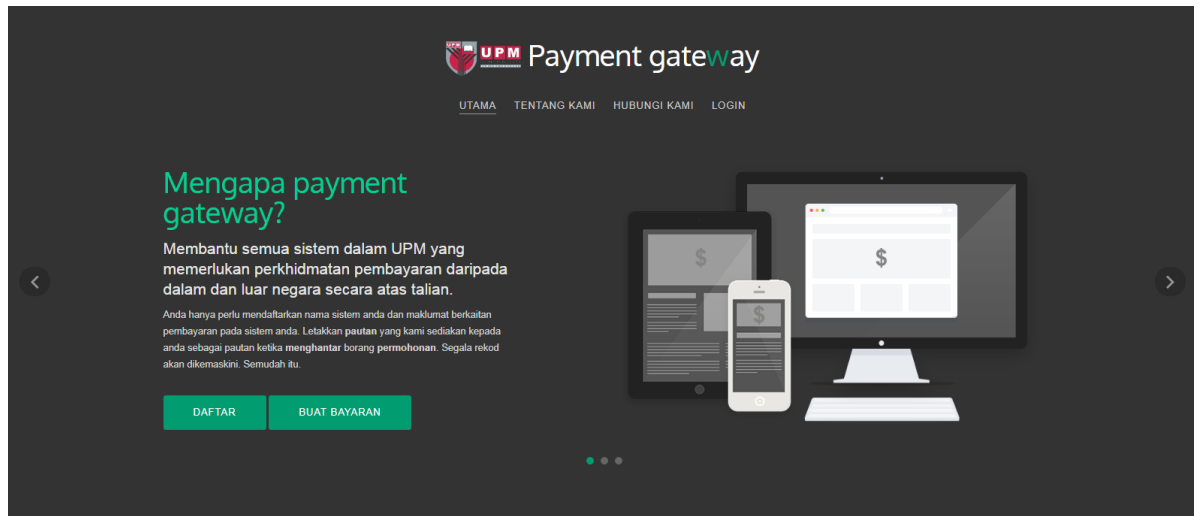 UPM UPM Payment gateway
UTAMA TENTANG KAMI HUBUNGI KAMI LOGIN
Mengapa payment
gateway?
Membantu semua sistem dalam UPM yang
memerlukan perkhidmatan pembayaran daripada
dalam dan luar negara secara atas talian.
Anda hanya perlu mendaftarkan nama sistem anda dan maklumat berkaitan
pembayaran pada sistem anda. Letakkan pautan yang kami sediakan kepada
anda sebagai pautan ketika menghantar borang permohonan. Segala rekod
akan dikemaskini. Semudah itu.
DAFTAR BUAT BAYARAN
$
$
$